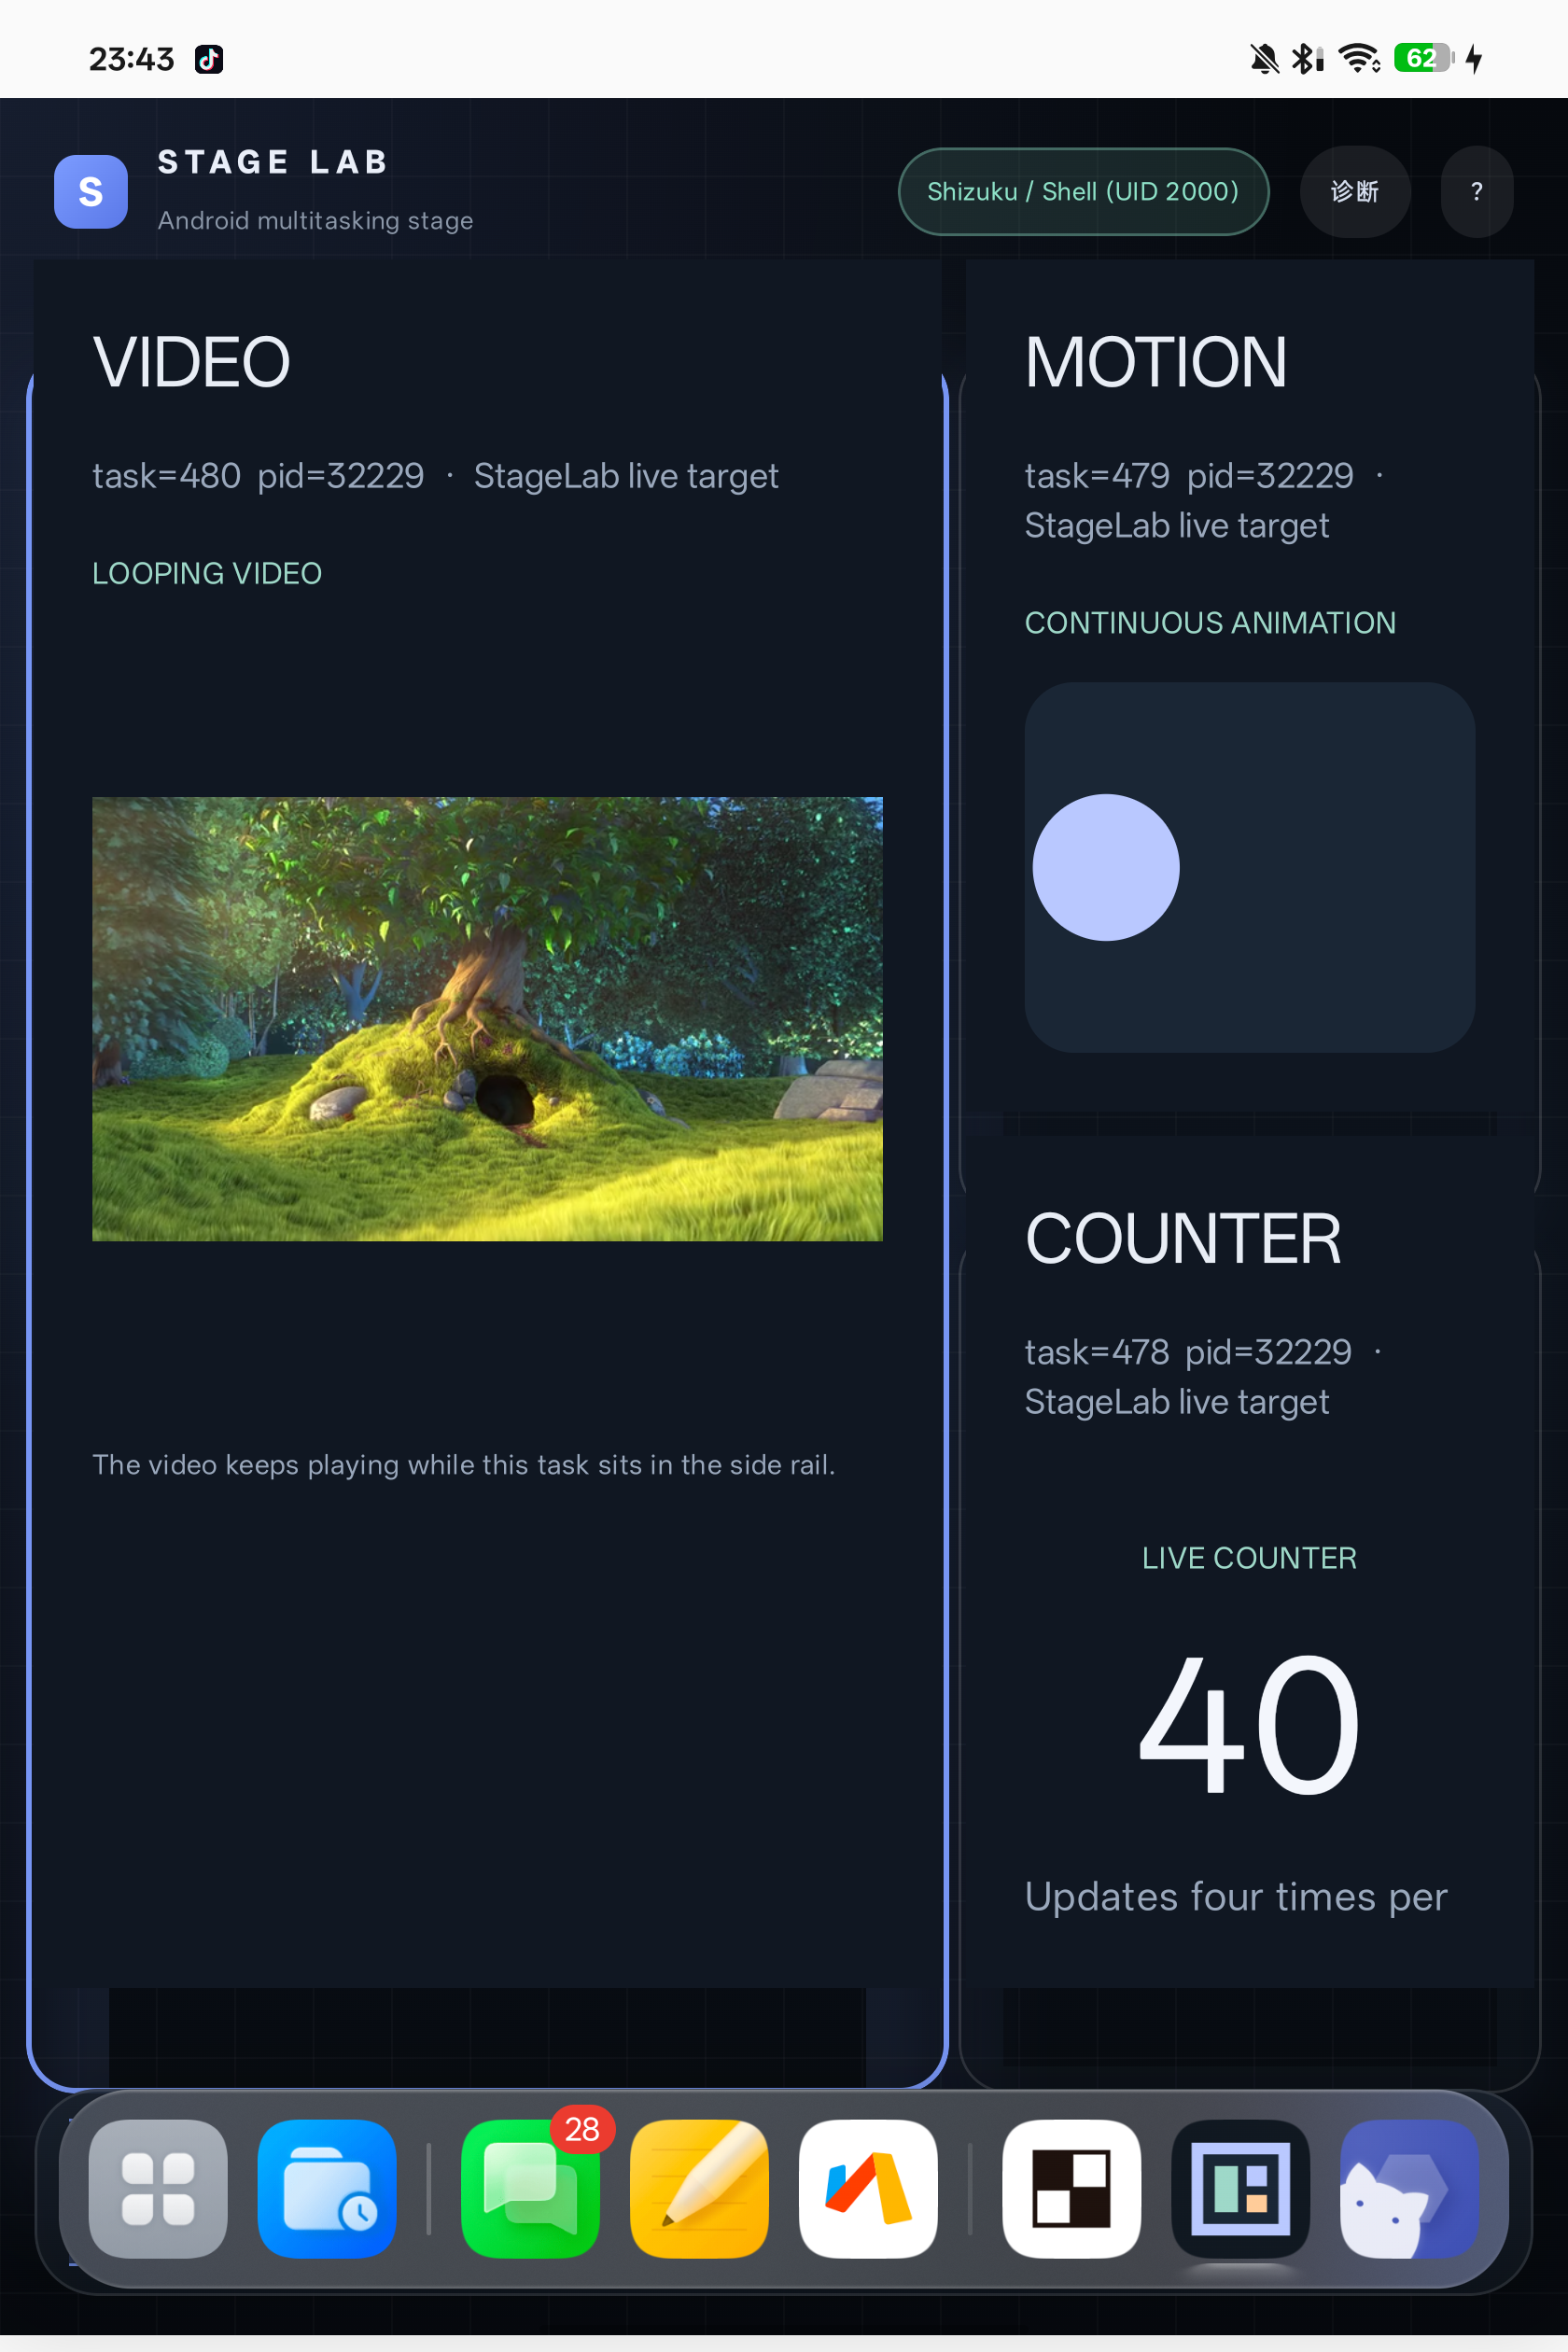 23:43
62
S
STAGE LAB
Android multitasking stage
Shizuku / Shell (UID 2000)
诊断
?
VIDEO
task=480 pid=32229 · StageLab live target
LOOPING VIDEO
The video keeps playing while this task sits in the side rail.
MOTION
task=479 pid=32229 ·
StageLab live target
CONTINUOUS ANIMATION
COUNTER
task=478 pid=32229 ·
StageLab live target
LIVE COUNTER
40
Updates four times per
28